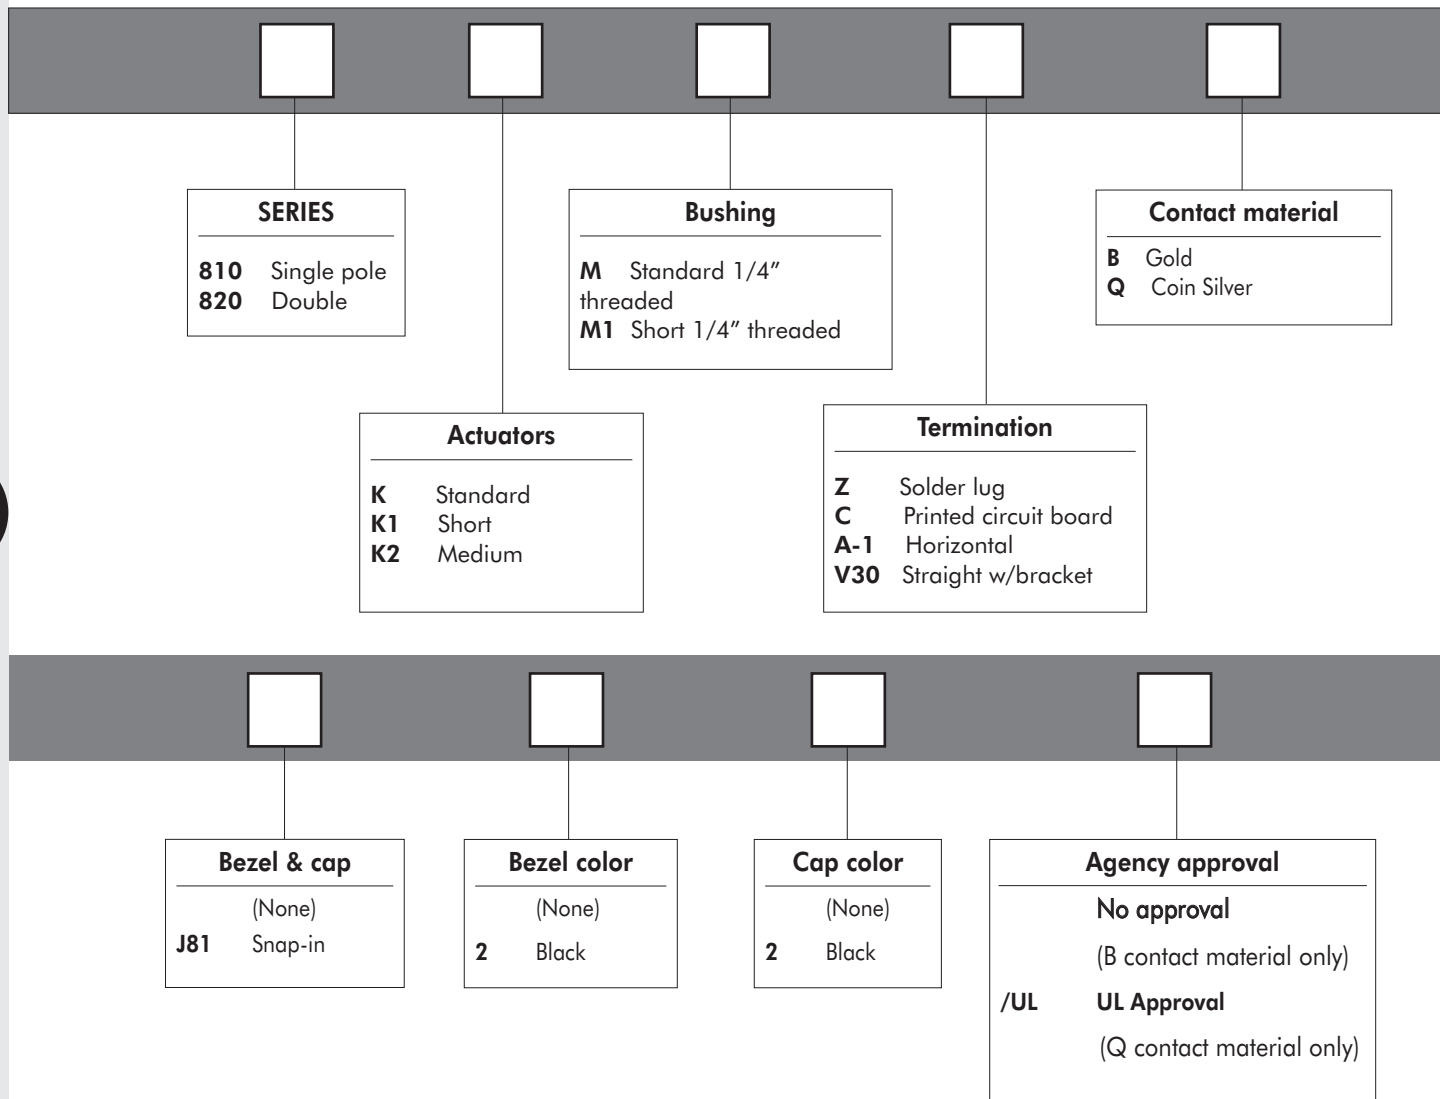 SERIES
810 Single pole
820 Double
Bushing
M Standard 1/4”
threaded
M1 Short 1/4” threaded
Contact material
B Gold
Q Coin Silver
Actuators
K Standard
K1 Short
K2 Medium
Termination
Z Solder lug
C Printed circuit board
A-1 Horizontal
V30 Straight w/bracket
Bezel & cap
(None)
J81 Snap-in
Bezel color
(None)
2 Black
Cap color
(None)
2 Black
Agency approval
No approval
(B contact material only)
/UL UL Approval
(Q contact material only)